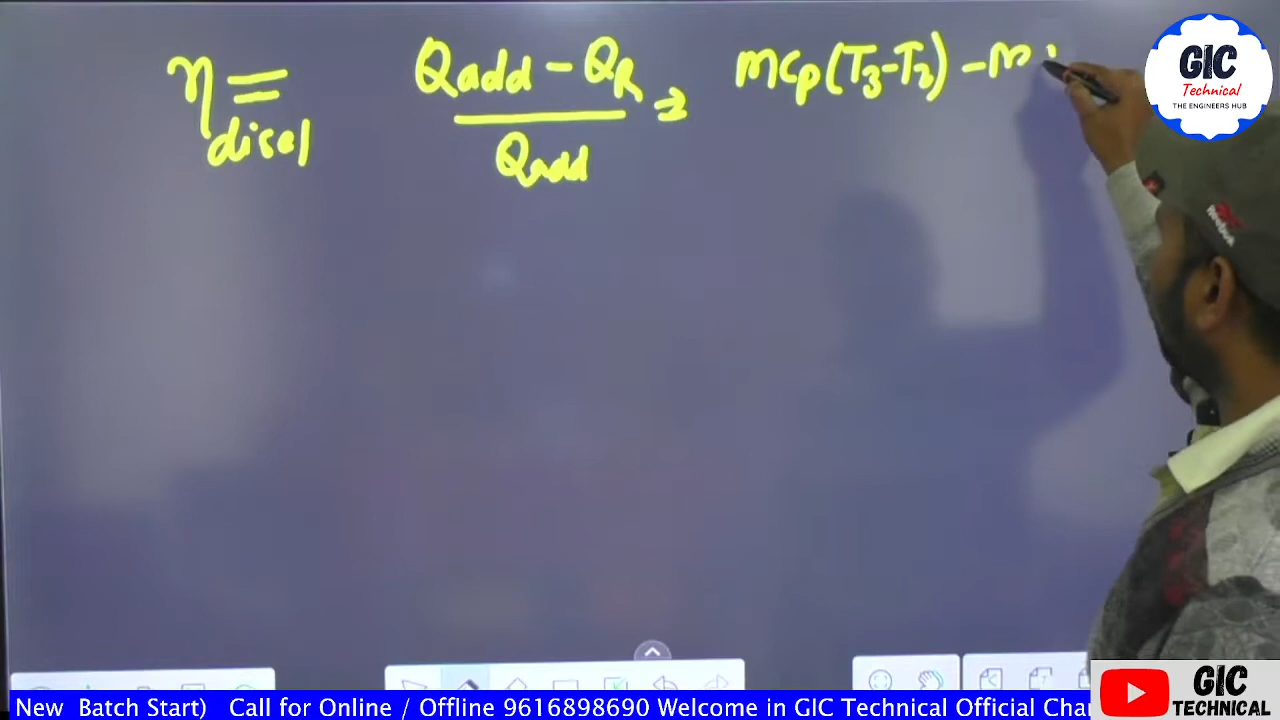 η diesel = Qadd - QR / Qadd ⇒ mCp(T3-T2) - m
GIC
Technical
THE ENGINEERS HUB
New Batch Start) Call for Online / Offline 9616898690 Welcome in GIC Technical Official Cha
GIC
TECHNICAL